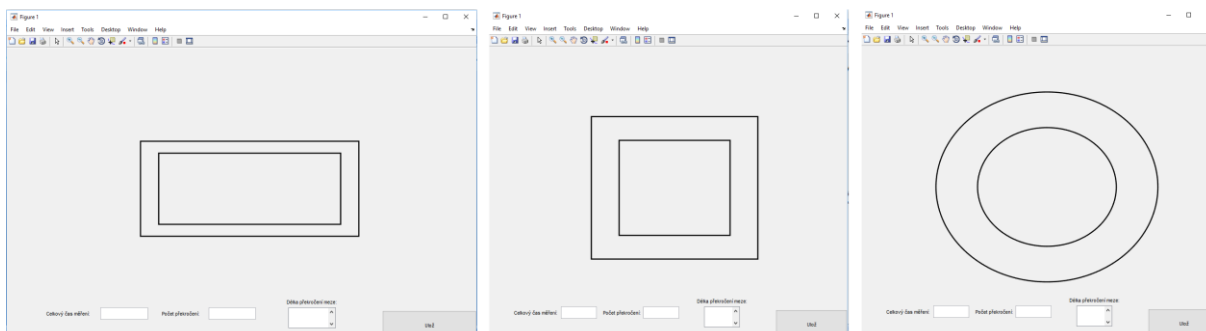 Figure 1
File Edit View Insert Tools Desktop Window Help
Délka překročení meze:
Celkový čas měření:
Počet překročení:
Ulož
Figure 1
File Edit View Insert Tools Desktop Window Help
Délka překročení meze:
Celkový čas měření:
Počet překročení:
Ulož
Figure 1
File Edit View Insert Tools Desktop Window Help
Délka překročení meze:
Celkový čas měření:
Počet překročení:
Ulož